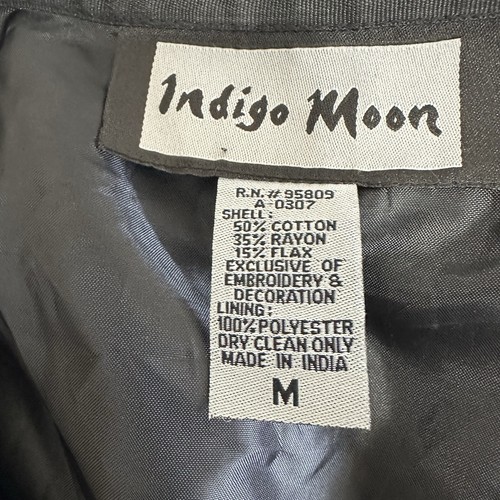 Indigo Moon
R.N.# 95809
A-0307
SHELL:
50% COTTON
35% RAYON
15% FLAX
EXCLUSIVE OF
EMBROIDERY &
DECORATION
LINING:
100% POLYESTER
DRY CLEAN ONLY
MADE IN INDIA
M